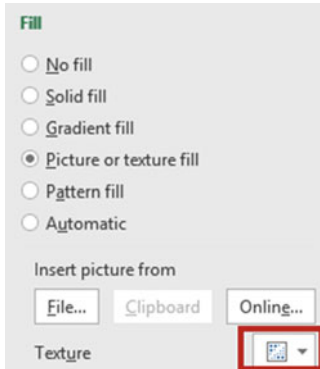 Fill
No fill
Solid fill
Gradient fill
Picture or texture fill
Pattern fill
Automatic
Insert picture from
File... Clipboard Online...
Texture